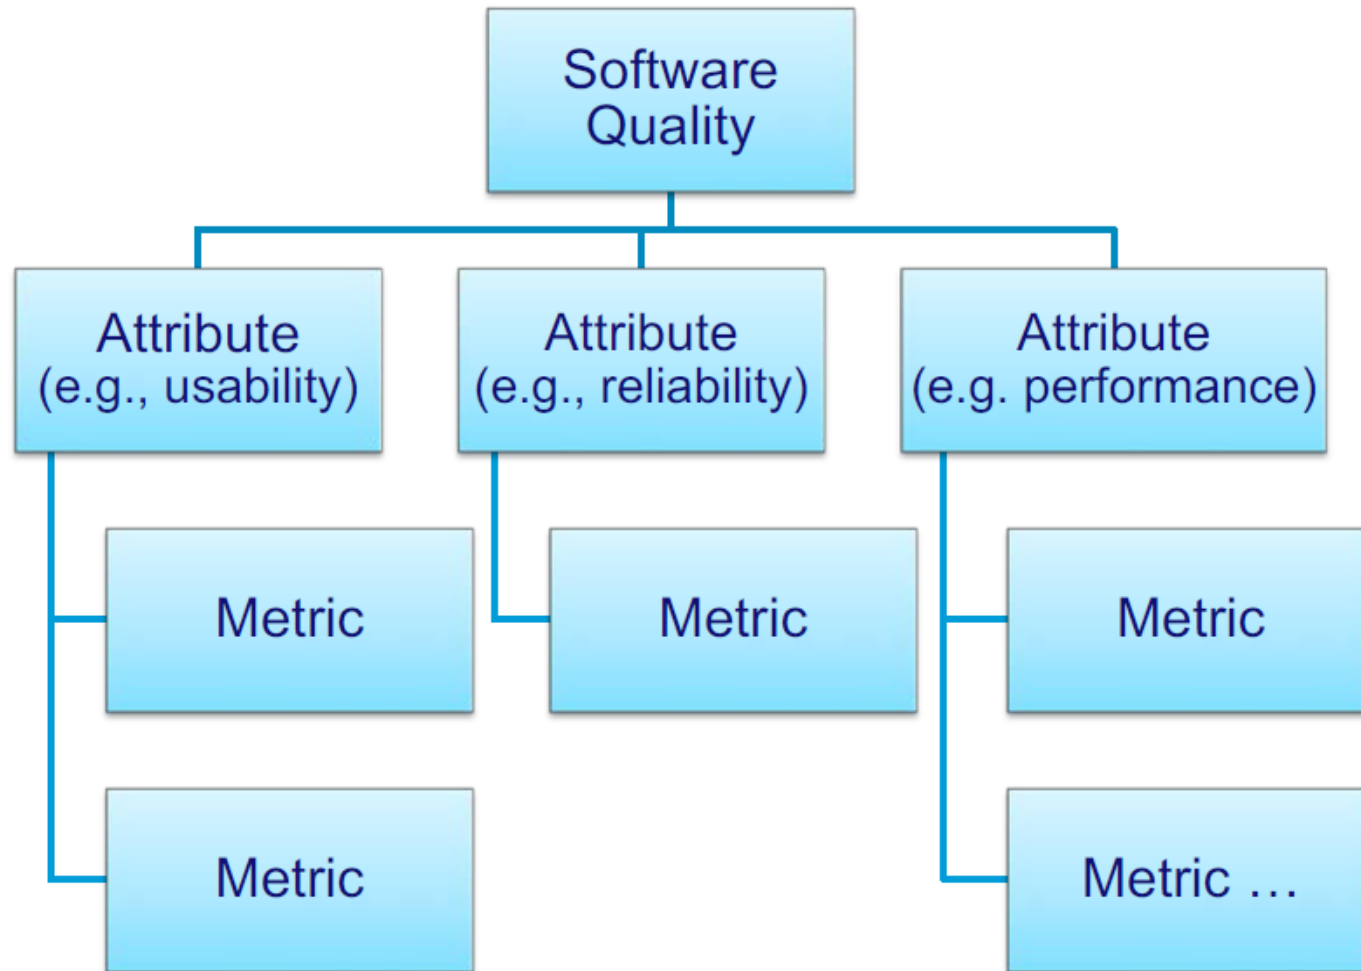 Software
Quality
Attribute
(e.g., usability)
Attribute
(e.g., reliability)
Attribute
(e.g. performance)
Metric
Metric
Metric
Metric
Metric …